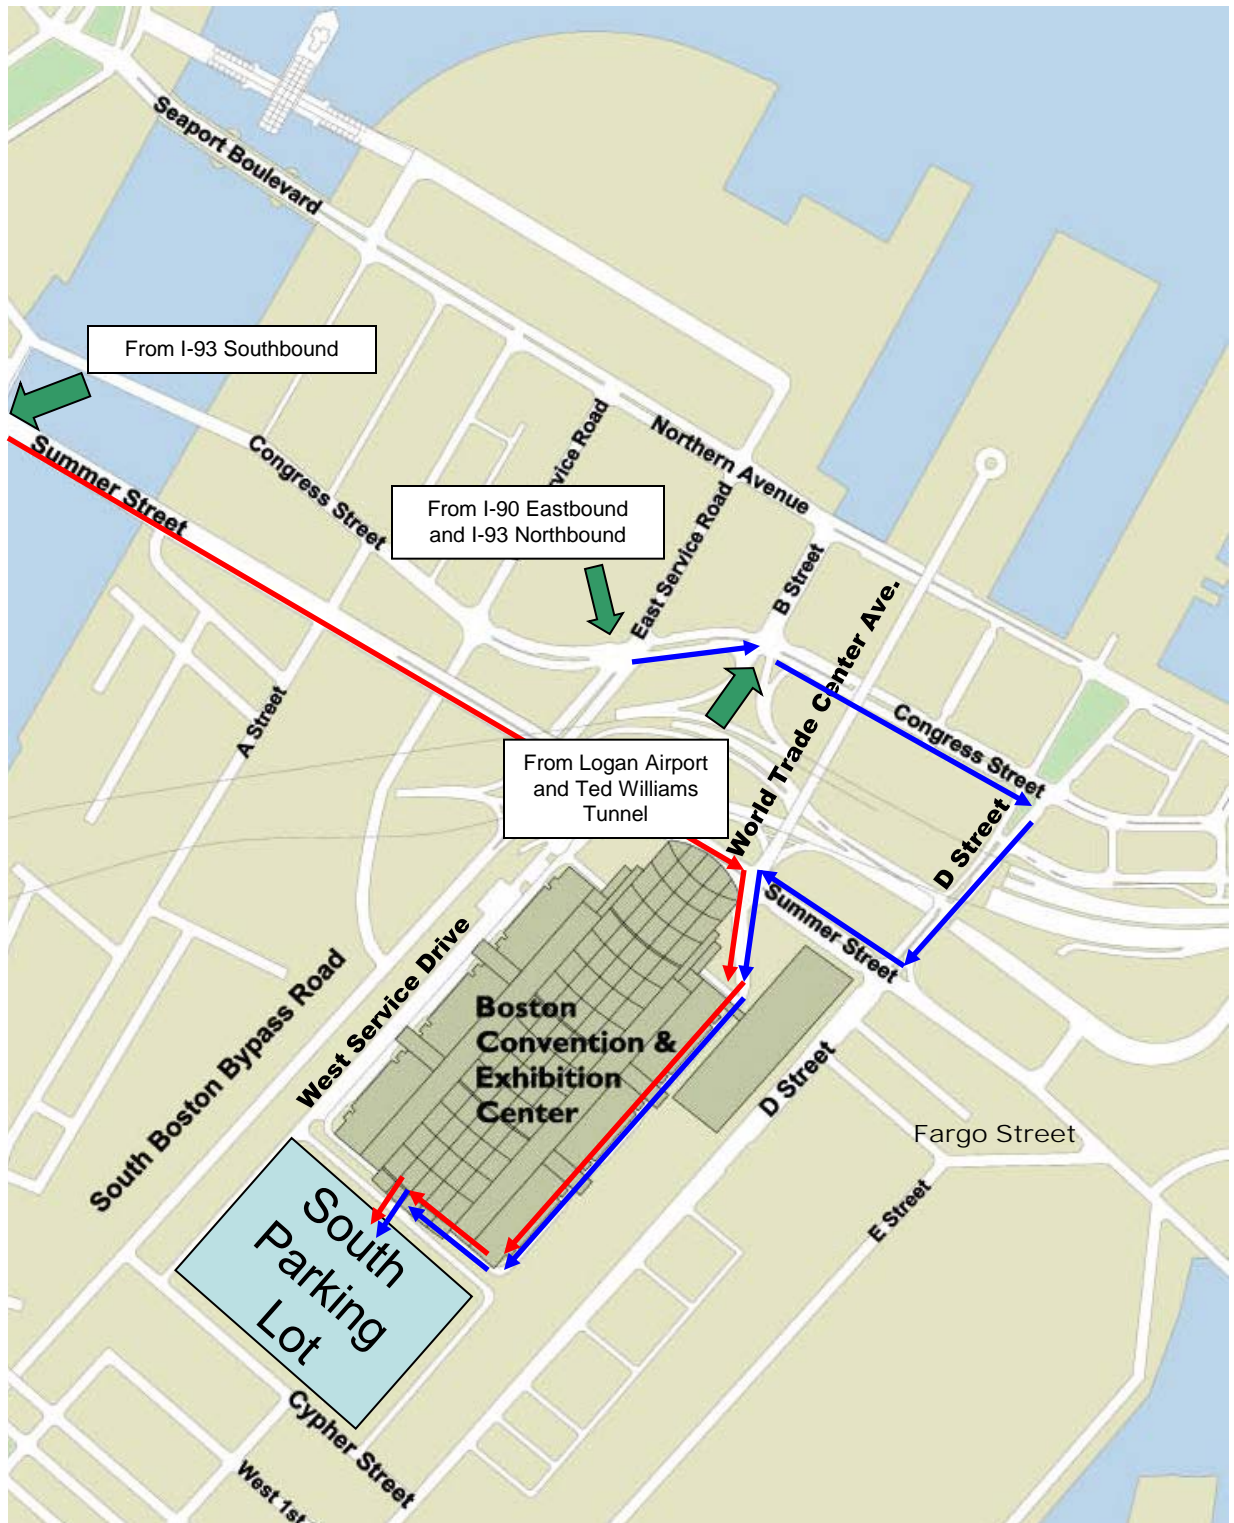 Seaport Boulevard
From I-93 Southbound
Summer Street
Congress Street
vice Road
Northern Avenue
From I-90 Eastbound
and I-93 Northbound
East Service Road
B Street
World Trade Center Ave.
A Street
Congress Street
From Logan Airport
and Ted Williams
Tunnel
D Street
Summer Street
West Service Drive
South Boston Bypass Road
Boston
Convention &
Exhibition
Center
D Street
Fargo Street
E Street
South
Parking
Lot
Cypher Street
West 1st